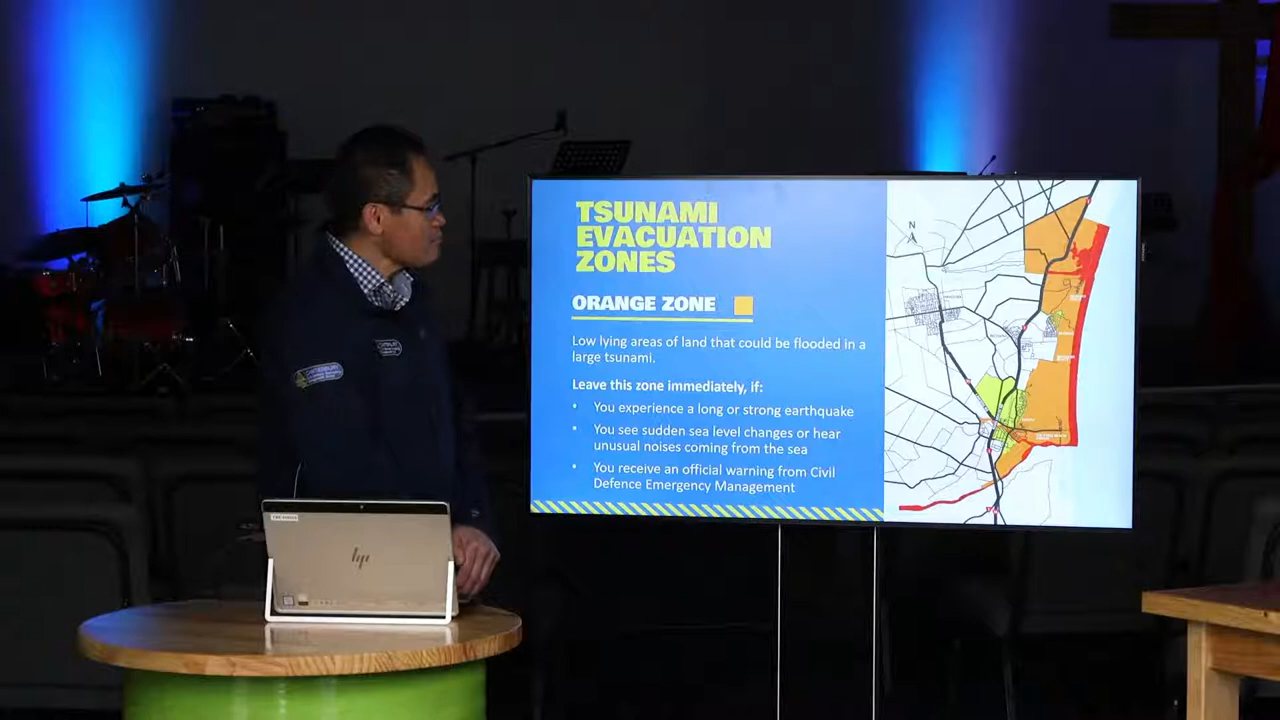 TSUNAMI
EVACUATION
ZONES
ORANGE ZONE
Low lying areas of land that could be flooded in a
large tsunami.
Leave this zone immediately, if:
• You experience a long or strong earthquake
• You see sudden sea level changes or hear
unusual noises coming from the sea
• You receive an official warning from Civil
Defence Emergency Management
N
CANTERBURY
hp